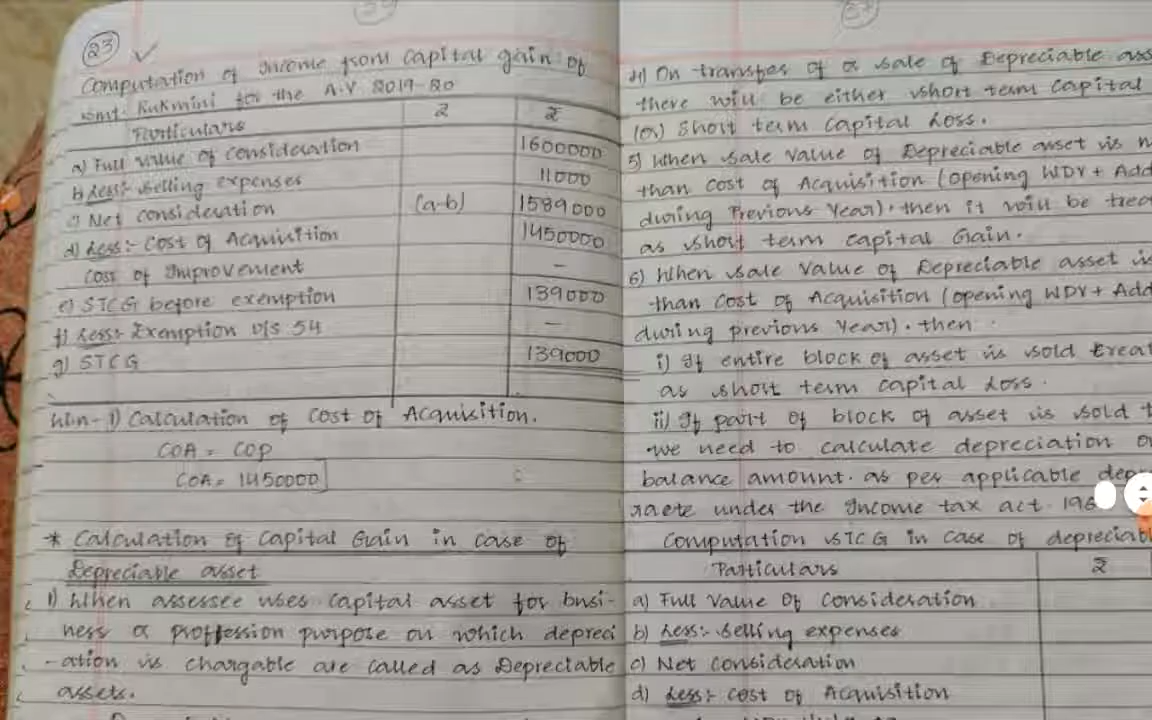 23
Computation of Income from Capital gain of
Smt. Rukmini for the A.Y 2019-20
Particulars ₹ ₹
a) Full value of consideration 1600000
b) Less:- Selling expenses 11000
c) Net consideration (a-b) 1589000
d) Less:- Cost of Acquisition 1450000
Cost of Improvement -
e) STCG before exemption 139000
f) Less:- Exemption U/S 54 -
g) STCG 139000
W.n-1) Calculation of Cost of Acquisition.
COA = COP
COA = 1450000
* Calculation of Capital Gain in case of
Depreciable asset
1) When assessee uses capital asset for busi-
ness or proffession purpose on which depreci
-ation is chargable are called as Depreciable
assets.
4) On transfer of or sale of Depreciable ass
there will be either short term Capital
(or) Short term Capital Loss.
5) When sale value of Depreciable asset is
than cost of Acquisition (opening WDV + Add
during Previous Year). then it will be trea
as short term capital Gain.
6) When sale value of Depreciable asset is
than cost of Acquisition (opening WDV + Add
during previous Year). then
i) If entire block of asset is sold treat
as short term capital loss.
ii) If part of block of asset is sold t
we need to calculate depreciation o
balance amount. as per applicable depr
raete under the Income tax act. 196
Computation STCG in case of depreciabl
Particulars ₹
a) Full Value of Consideration
b) Less:- Selling expenses
c) Net Consideration
d) Less:- Cost of Acquisition